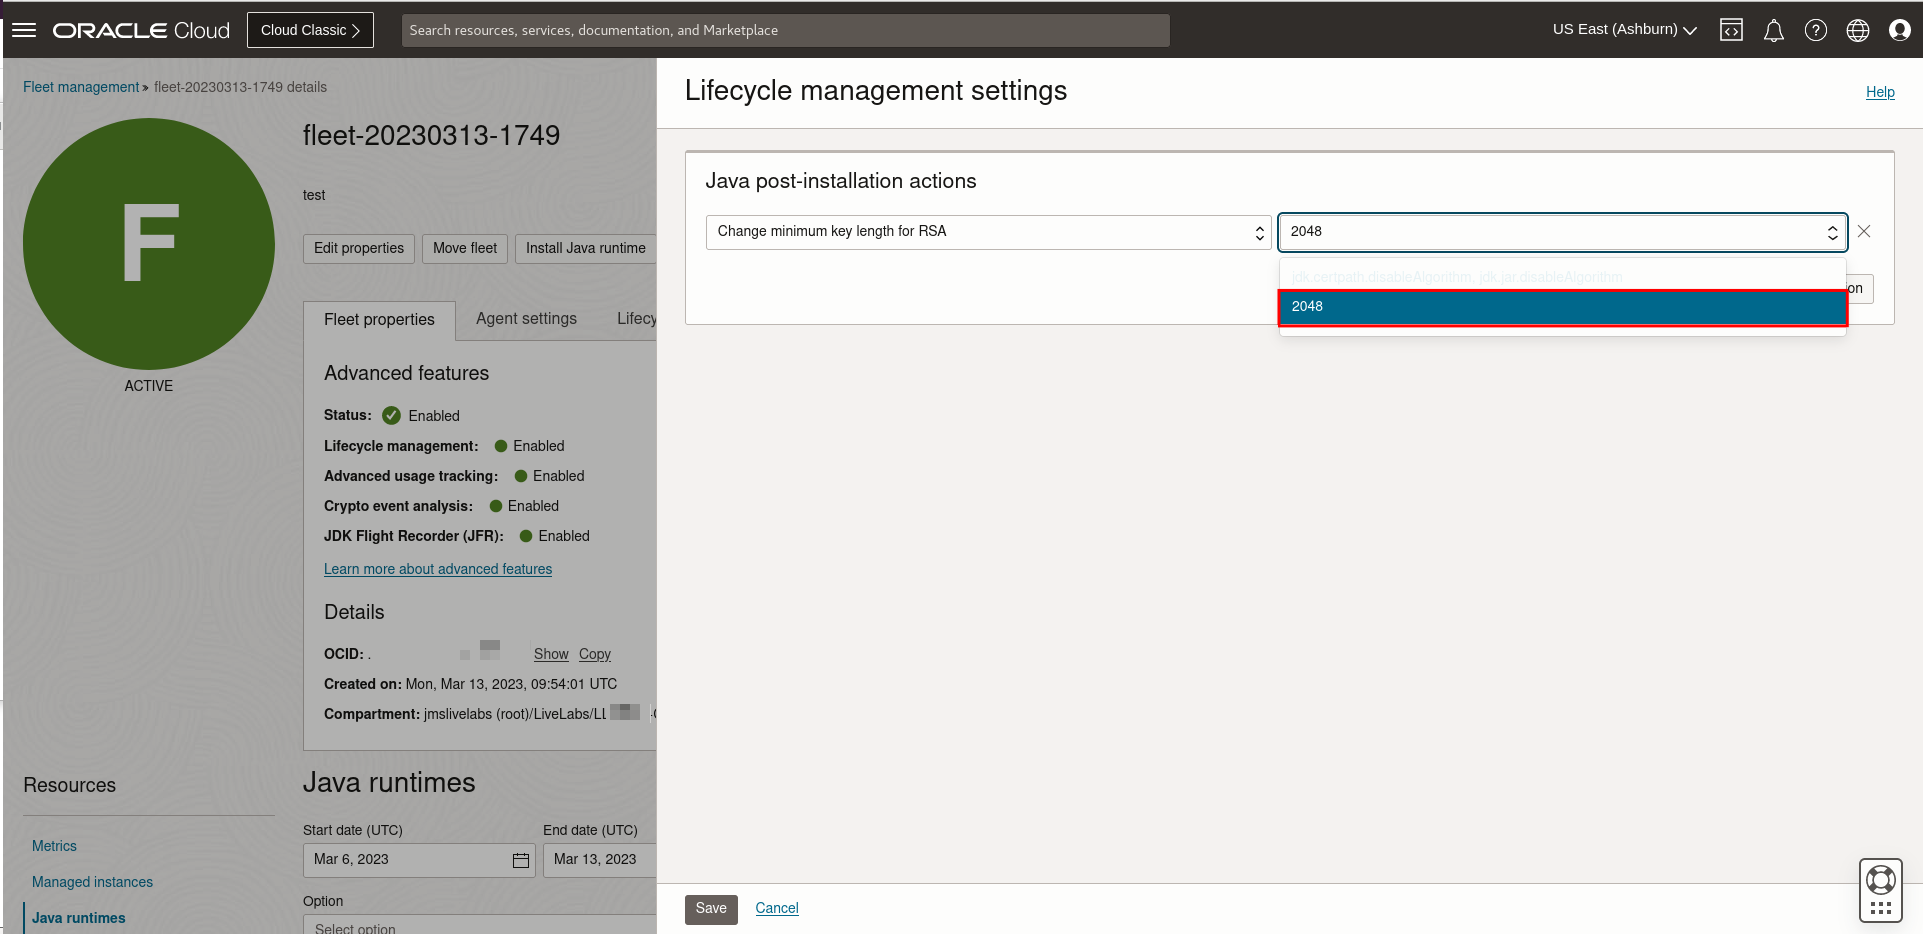 ORACLE Cloud
Cloud Classic
Search resources, services, documentation, and Marketplace
US East (Ashburn)
Fleet management » fleet-20230313-1749 details
F
ACTIVE
fleet-20230313-1749
test
Edit properties
Move fleet
Install Java runtime
Fleet properties
Agent settings
Lifecy
Advanced features
Status: Enabled
Lifecycle management: Enabled
Advanced usage tracking: Enabled
Crypto event analysis: Enabled
JDK Flight Recorder (JFR): Enabled
Learn more about advanced features
Details
OCID: . Show Copy
Created on: Mon, Mar 13, 2023, 09:54:01 UTC
Compartment: jmslivelabs (root)/LiveLabs/
Resources
Metrics
Managed instances
Java runtimes
Java runtimes
Start date (UTC)
End date (UTC)
Mar 6, 2023
Mar 13, 2023
Option
Select option
Lifecycle management settings
Help
Java post-installation actions
Change minimum key length for RSA
2048
jdk.certpath.disableAlgorithm, jdk.jar.disableAlgorithm
2048
on
Save
Cancel